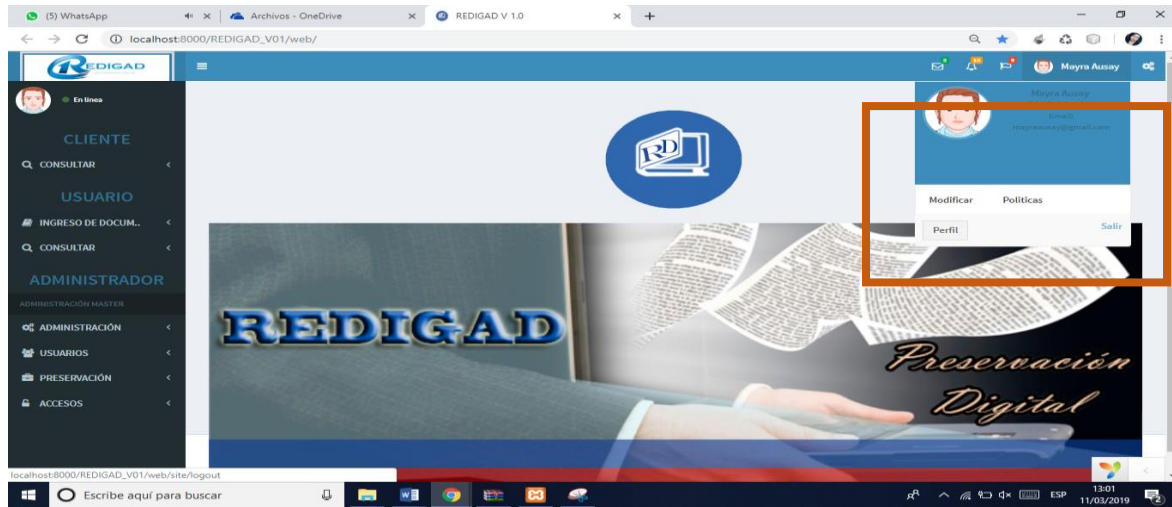 (5) WhatsApp
Archivos - OneDrive
REDIGAD V 1.0
localhost:8000/REDIGAD_V01/web/
REDIGAD
Mayra Ausay
En linea
Mayra Ausay
Email:
mayraausay@gmail.com
CLIENTE
CONSULTAR
RD
USUARIO
Modificar Politicas
INGRESO DE DOCUM..
Perfil Salir
CONSULTAR
ADMINISTRADOR
ADMINISTRACIÓN MASTER
ADMINISTRACIÓN
REDIGAD
USUARIOS
Preservación
PRESERVACIÓN
Digital
ACCESOS
localhost:8000/REDIGAD_V01/web/site/logout
Escribe aquí para buscar
ESP
13:01
11/03/2019